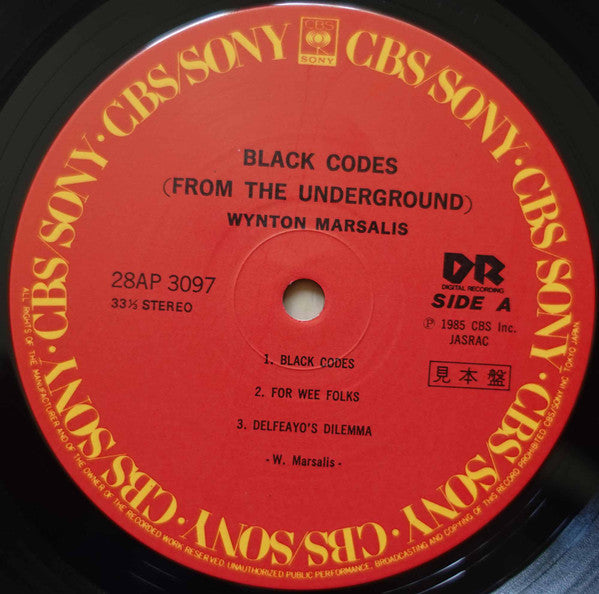 CBS/SONY · CBS/SONY · CBS/SONY · CBS/SONY · CBS/SONY · CBS/SONY · CBS/SONY · CBS/SONY
CBS
SONY
BLACK CODES
(FROM THE UNDERGROUND)
WYNTON MARSALIS
28AP 3097
33⅓ STEREO
DR
DIGITAL RECORDING
SIDE A
Ⓟ 1985 CBS Inc.
JASRAC
見本盤
1. BLACK CODES
2. FOR WEE FOLKS
3. DELFEAYO'S DILEMMA
- W. Marsalis -
ALL RIGHTS OF THE MANUFACTURER AND OF THE OWNER OF THE RECORDED WORK RESERVED. UNAUTHORIZED PUBLIC PERFORMANCE, BROADCASTING AND COPYING OF THIS RECORD PROHIBITED CBS/SONY INC. TOKYO JAPAN